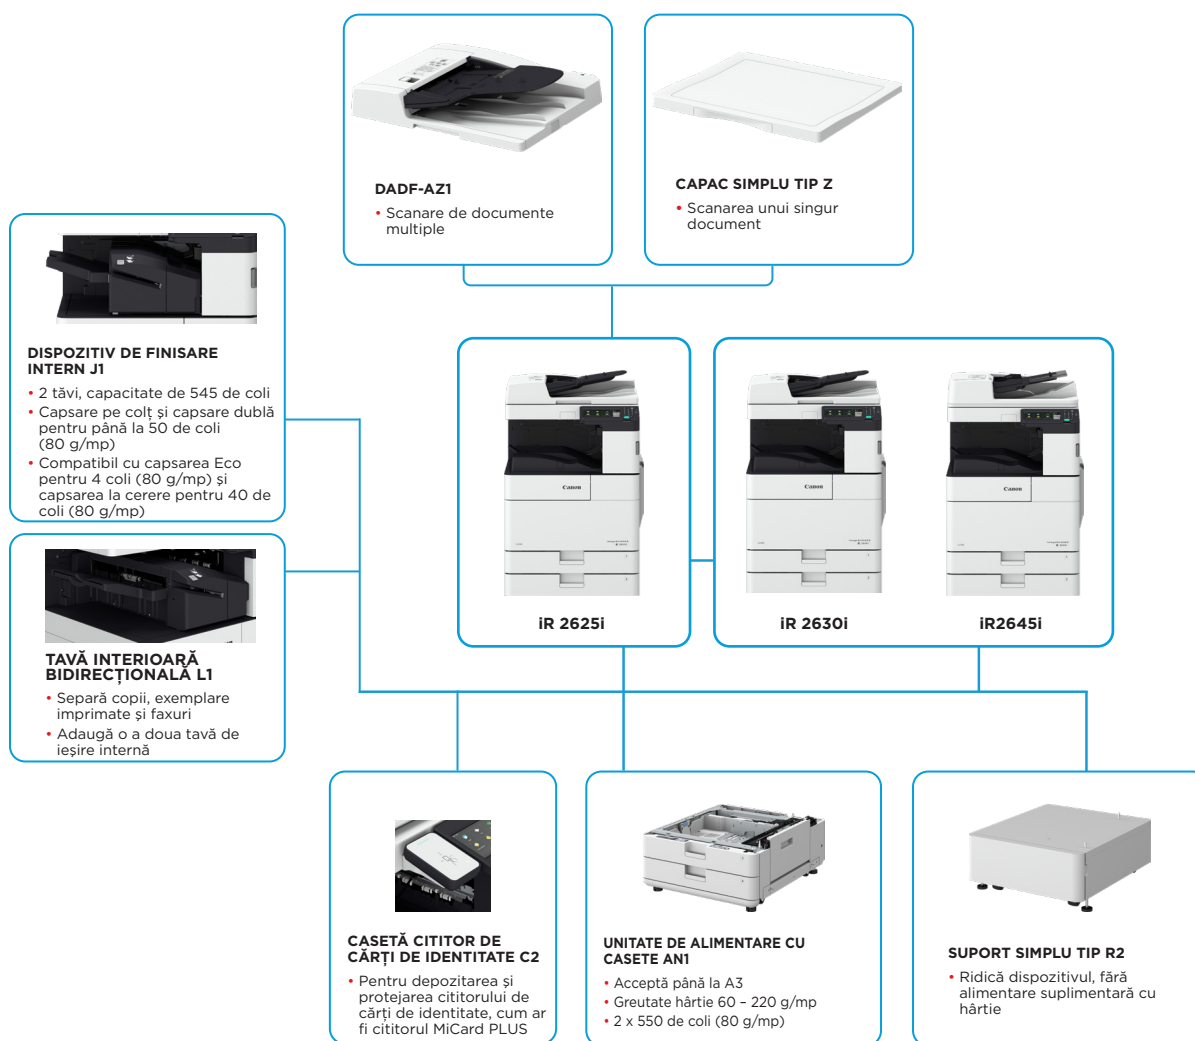 DADF-AZ1
• Scanare de documente
multiple
CAPAC SIMPLU TIP Z
• Scanarea unui singur
document
DISPOZITIV DE FINISARE
INTERN J1
• 2 tăvi, capacitate de 545 de coli
• Capsare pe colț și capsare dublă
pentru până la 50 de coli
(80 g/mp)
• Compatibil cu capsarea Eco
pentru 4 coli (80 g/mp) și
capsarea la cerere pentru 40 de
coli (80 g/mp)
TAVĂ INTERIOARĂ
BIDIRECȚIONALĂ L1
• Separă copii, exemplare
imprimate și faxuri
• Adaugă o a doua tavă de
ieșire internă
Canon
Canon
Canon
iR 2625i
iR 2630i
iR2645i
CASETĂ CITITOR DE
CĂRȚI DE IDENTITATE C2
• Pentru depozitarea și
protejarea cititorului de
cărți de identitate, cum ar
fi cititorul MiCard PLUS
UNITATE DE ALIMENTARE CU
CASETE AN1
• Acceptă până la A3
• Greutate hârtie 60 – 220 g/mp
• 2 x 550 de coli (80 g/mp)
SUPORT SIMPLU TIP R2
• Ridică dispozitivul, fără
alimentare suplimentară cu
hârtie